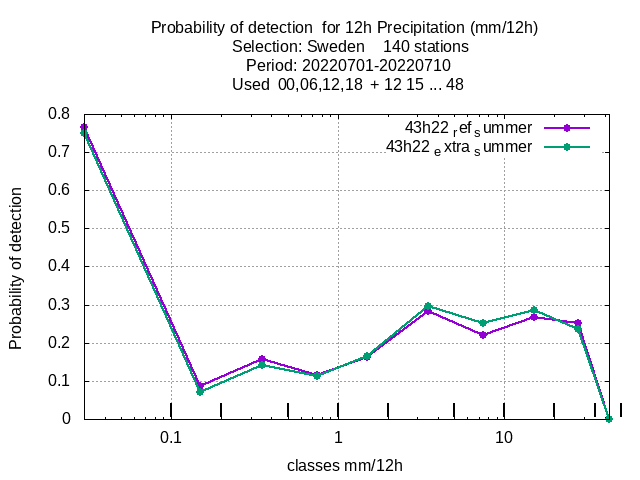 Probability of detection  for 12h Precipitation (mm/12h)
Selection: Sweden    140 stations
Period: 20220701-20220710
Used  00,06,12,18  + 12 15 ... 48
43h22 ref summer
43h22 extra summer
Probability of detection
0.8
0.7
0.6
0.5
0.4
0.3
0.2
0.1
0
0.1 1 10
classes mm/12h